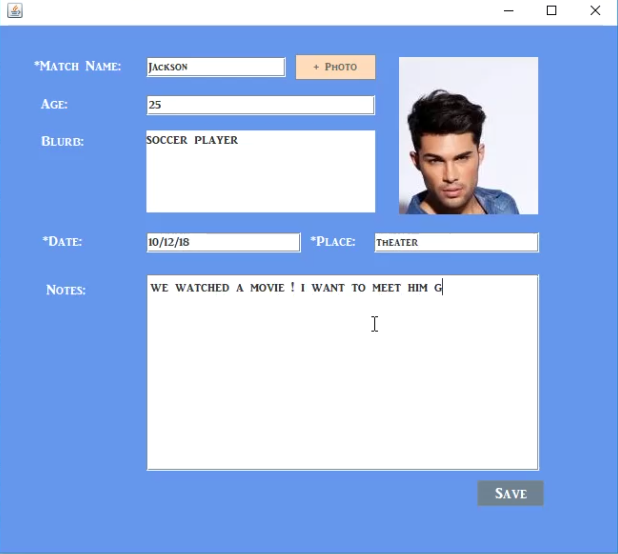 *Match Name: Jackson + Photo
Age: 25
Blurb: SOCCER PLAYER
*Date: 10/12/18 *Place: Theater
Notes: WE WATCHED A MOVIE ! I WANT TO MEET HIM G
Save